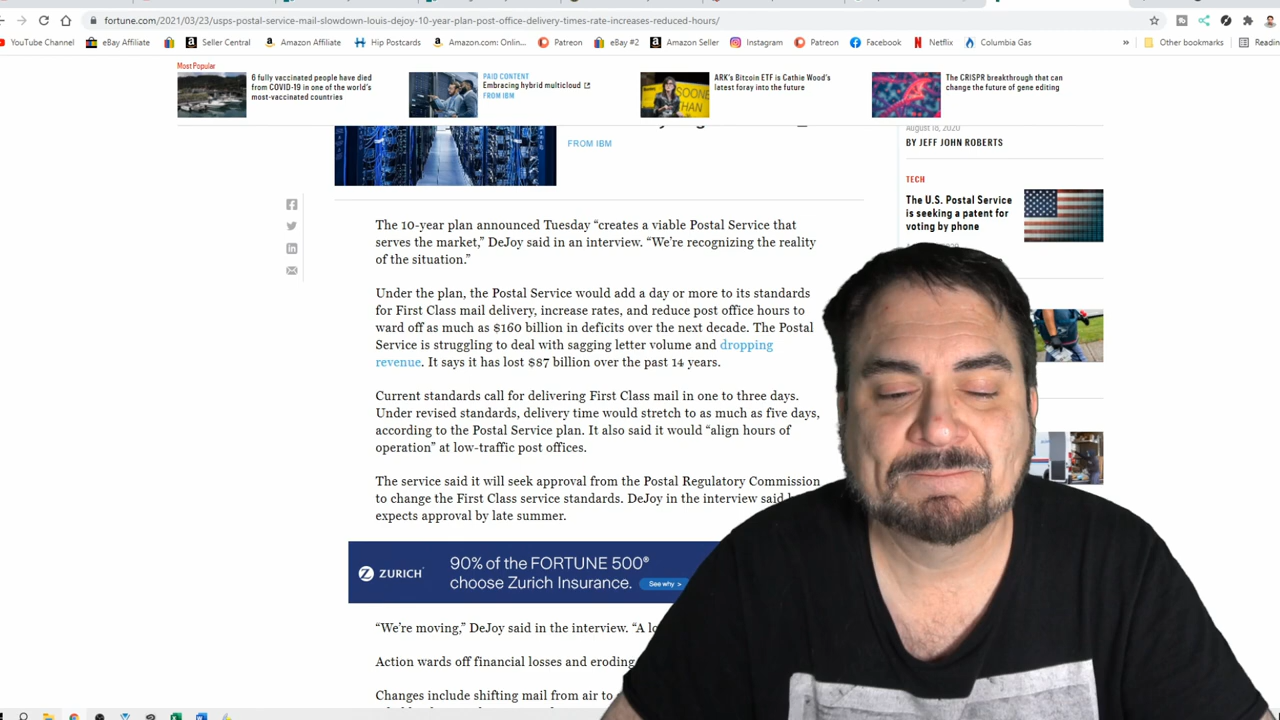 fortune.com/2021/03/23/usps-postal-service-mail-slowdown-louis-dejoy-10-year-plan-post-office-delivery-times-rate-increases-reduced-hours/
YouTube Channel
eBay Affiliate
Seller Central
Amazon Affiliate
Hip Postcards
Amazon.com: Onlin...
Patreon
eBay #2
Amazon Seller
Instagram
Patreon
Facebook
Netflix
Columbia Gas
»
Other bookmarks
Most Popular
6 fully vaccinated people have died
from COVID-19 in one of the world's
most-vaccinated countries
PAID CONTENT
Embracing hybrid multicloud
FROM IBM
ARK's Bitcoin ETF is Cathie Wood's
latest foray into the future
The CRISPR breakthrough that can
change the future of gene editing
FROM IBM
August 18, 2020
BY JEFF JOHN ROBERTS
TECH
The U.S. Postal Service
is seeking a patent for
voting by phone
The 10-year plan announced Tuesday “creates a viable Postal Service that
serves the market,” DeJoy said in an interview. “We’re recognizing the reality
of the situation.”
Under the plan, the Postal Service would add a day or more to its standards
for First Class mail delivery, increase rates, and reduce post office hours to
ward off as much as $160 billion in deficits over the next decade. The Postal
Service is struggling to deal with sagging letter volume and dropping
revenue. It says it has lost $87 billion over the past 14 years.
Current standards call for delivering First Class mail in one to three days.
Under revised standards, delivery time would stretch to as much as five days,
according to the Postal Service plan. It also said it would “align hours of
operation” at low-traffic post offices.
The service said it will seek approval from the Postal Regulatory Commission
to change the First Class service standards. DeJoy in the interview said
expects approval by late summer.
ZURICH
90% of the FORTUNE 500®
choose Zurich Insurance.
See why >
“We’re moving,” DeJoy said in the interview. “A
Action wards off financial losses and eroding
Changes include shifting mail from air to